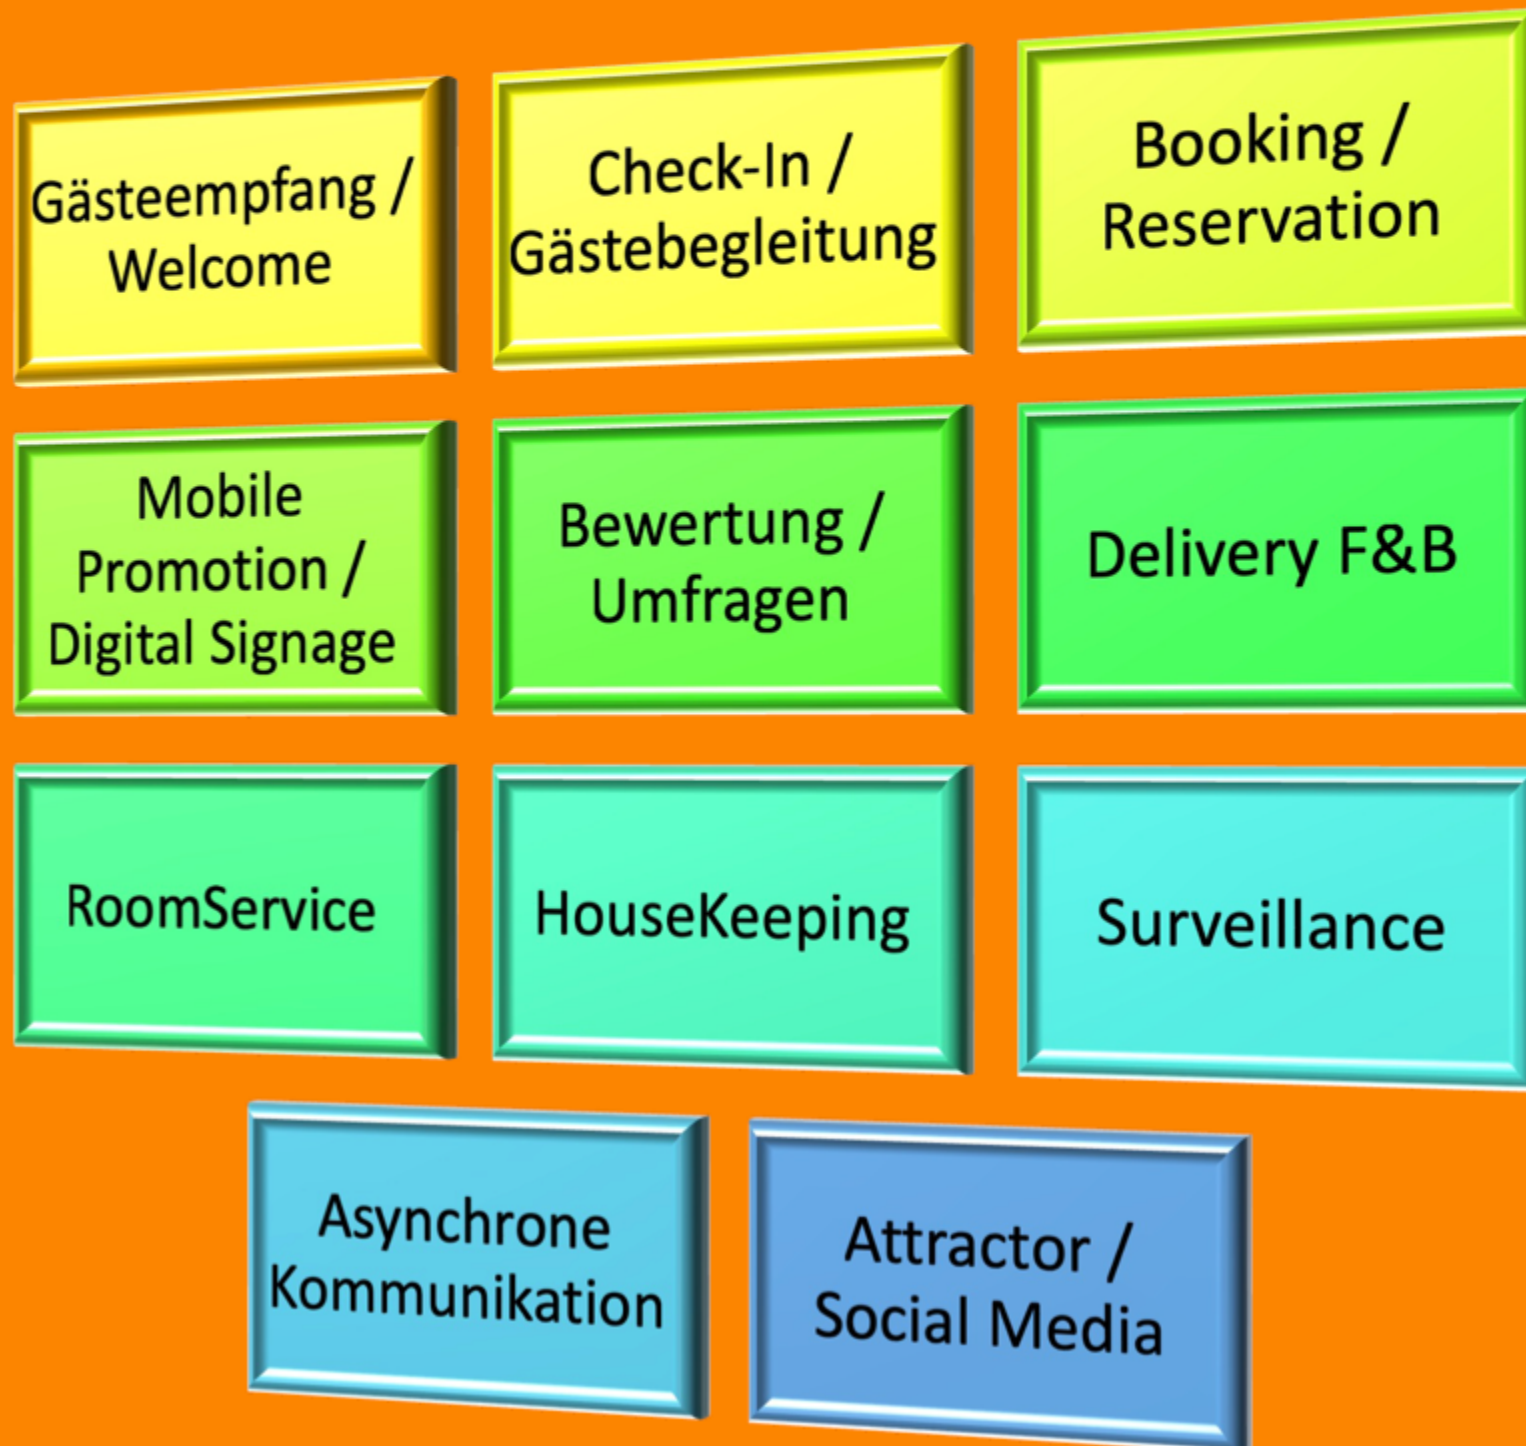 Gästeempfang /
Welcome
Check-In /
Gästebegleitung
Booking /
Reservation
Mobile
Promotion /
Digital Signage
Bewertung /
Umfragen
Delivery F&B
RoomService
HouseKeeping
Surveillance
Asynchrone
Kommunikation
Attractor /
Social Media